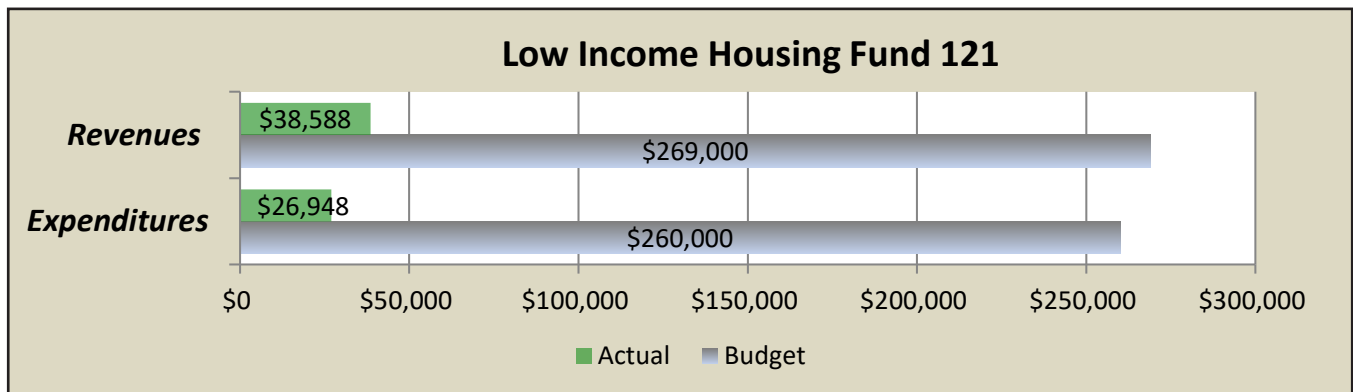 Low Income Housing Fund 121
Revenues
$38,588
$269,000
Expenditures
$26,948
$260,000
$0 $50,000 $100,000 $150,000 $200,000 $250,000 $300,000
Actual Budget